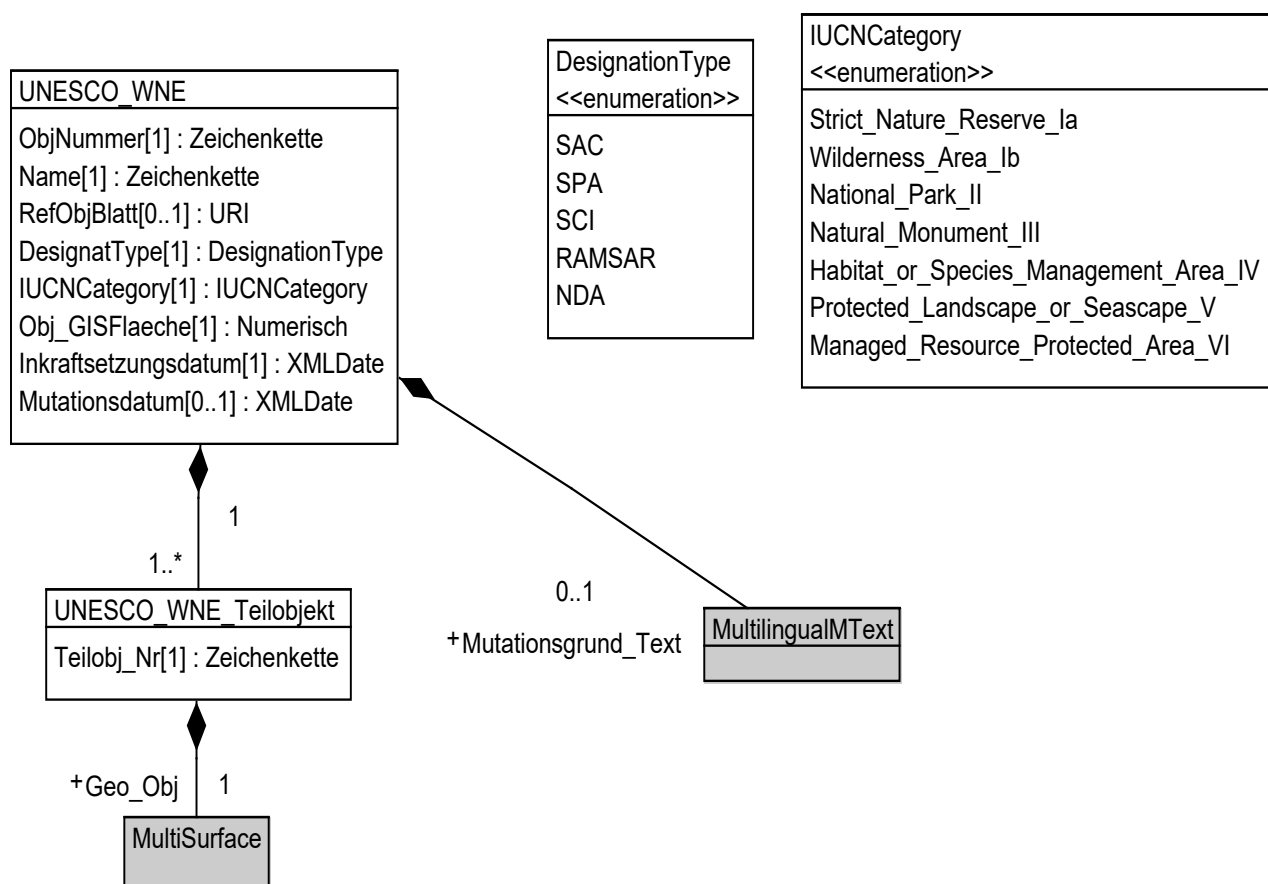 UNESCO_WNE
ObjNummer[1] : Zeichenkette
Name[1] : Zeichenkette
RefObjBlatt[0..1] : URI
DesignatType[1] : DesignationType
IUCNCategory[1] : IUCNCategory
Obj_GISFlaeche[1] : Numerisch
Inkraftsetzungsdatum[1] : XMLDate
Mutationsdatum[0..1] : XMLDate
DesignationType
<<enumeration>>
SAC
SPA
SCI
RAMSAR
NDA
IUCNCategory
<<enumeration>>
Strict_Nature_Reserve_Ia
Wilderness_Area_Ib
National_Park_II
Natural_Monument_III
Habitat_or_Species_Management_Area_IV
Protected_Landscape_or_Seascape_V
Managed_Resource_Protected_Area_VI
1
1..*
UNESCO_WNE_Teilobjekt
Teilobj_Nr[1] : Zeichenkette
0..1
+Mutationsgrund_Text
MultilingualMText
+Geo_Obj
1
MultiSurface